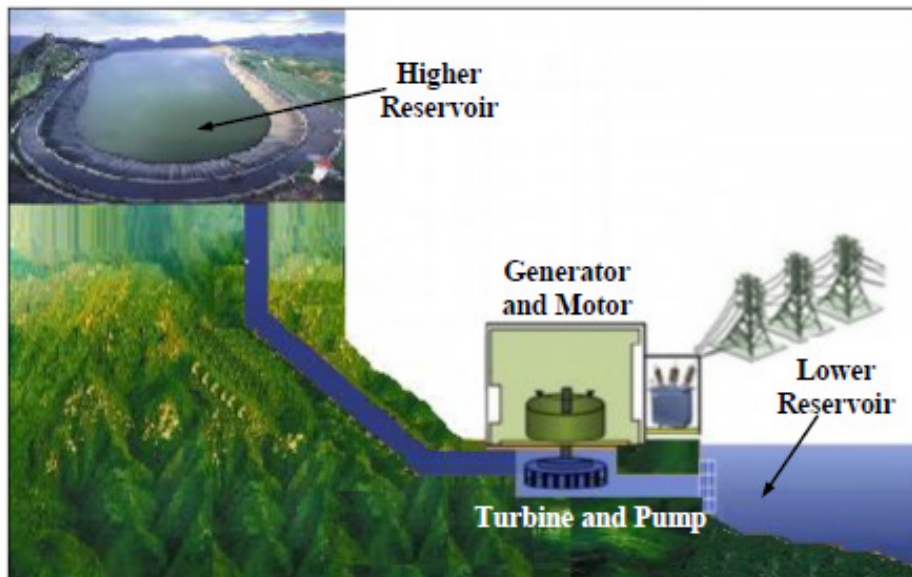 Higher
Reservoir
Generator
and Motor
Lower
Reservoir
Turbine and Pump